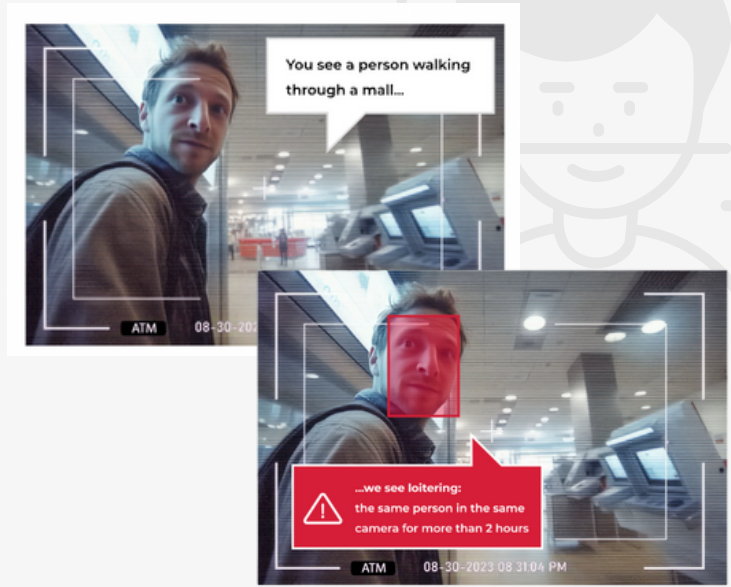 You see a person walking
through a mall...
ATM 08-30-202
...we see loitering:
the same person in the same
camera for more than 2 hours
ATM 08-30-2023 08 31:04 PM